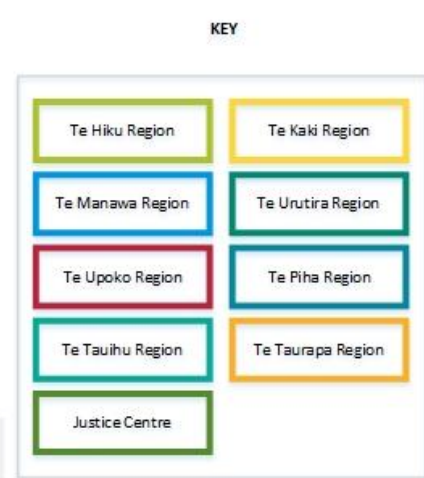 KEY
Te Hiku Region
Te Kaki Region
Te Manawa Region
Te Urutira Region
Te Upoko Region
Te Piha Region
Te Tauihu Region
Te Taurapa Region
Justice Centre